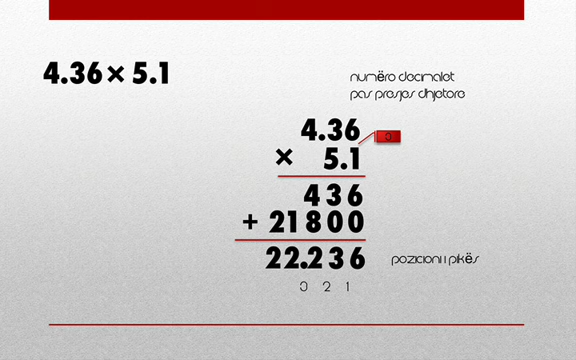 4.36 × 5.1
numëro decimalet
pas presjes dhjetore
4.36
3
× 5.1
436
+ 21800
22.236
pozicioni i pikës
3 2 1